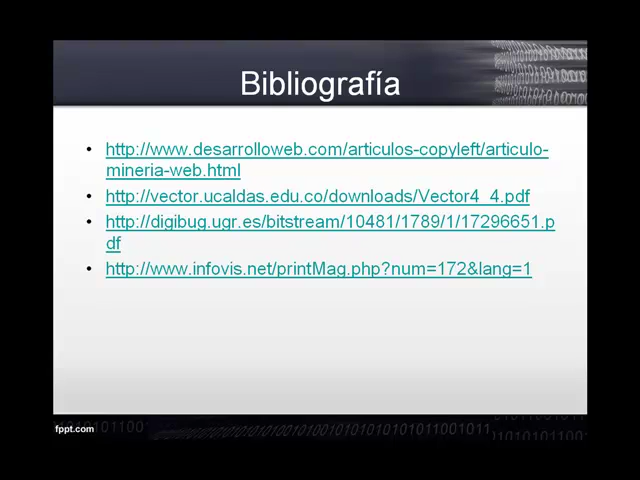 Bibliografía
• http://www.desarrolloweb.com/articulos-copyleft/articulo-
mineria-web.html
• http://vector.ucaldas.edu.co/downloads/Vector4_4.pdf
• http://digibug.ugr.es/bitstream/10481/1789/1/17296651.p
df
• http://www.infovis.net/printMag.php?num=172&lang=1
fppt.com